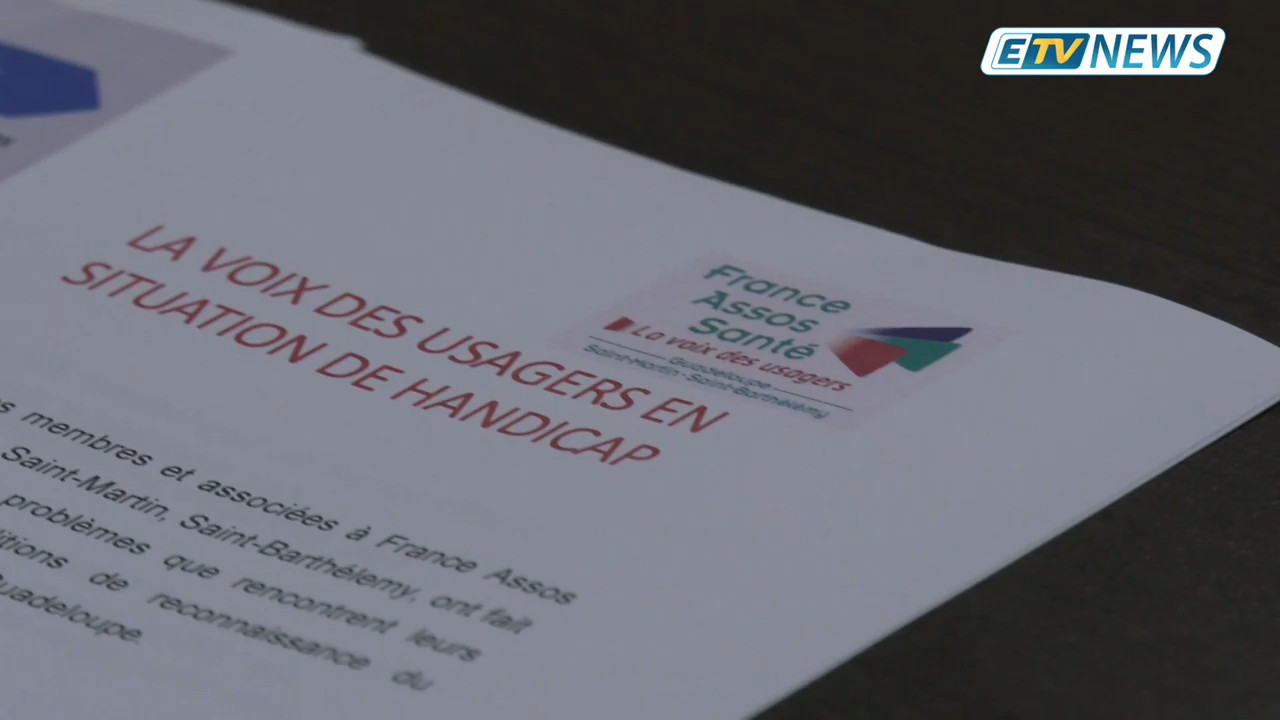 ETV NEWS
LA VOIX DES USAGERS EN
SITUATION DE HANDICAP
France
Assos
Santé
La voix des usagers
Guadeloupe
Saint-Martin - Saint-Barthélemy
membres et associées à France Assos
Saint-Martin, Saint-Barthélemy, ont fait
problèmes que rencontrent leurs
de reconnaissance du
Guadeloupe.